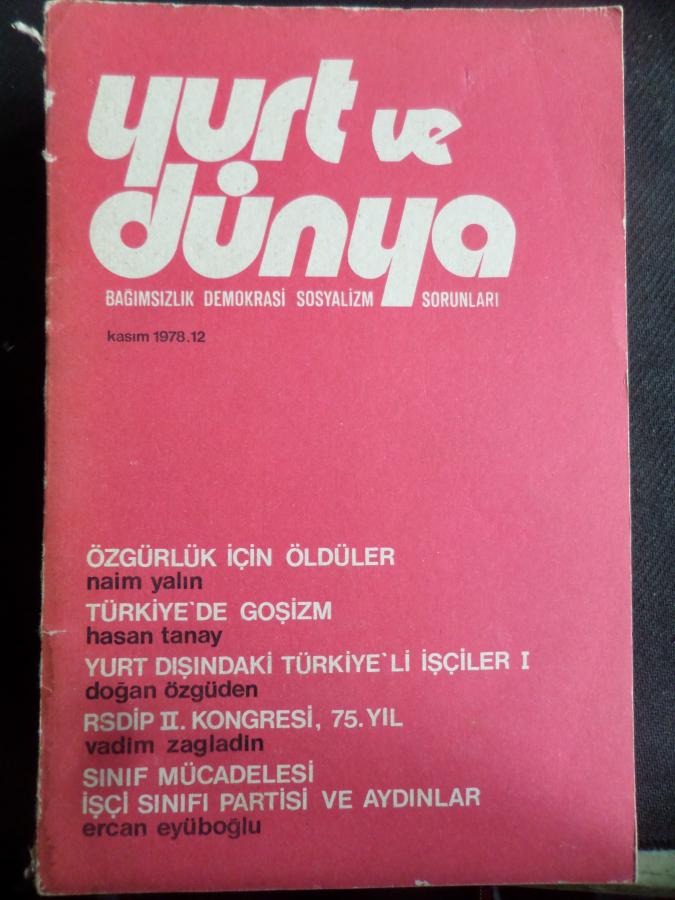 yurt ve
dünya
BAĞIMSIZLIK DEMOKRASİ SOSYALİZM SORUNLARI
kasım 1978.12
ÖZGÜRLÜK İÇİN ÖLDÜLER
naim yalın
TÜRKİYE`DE GOŞİZM
hasan tanay
YURT DIŞINDAKİ TÜRKİYE`Lİ İŞÇİLER I
doğan özgüden
RSDİP II. KONGRESİ, 75. YIL
vadim zagladin
SINIF MÜCADELESİ
İŞÇİ SINIFI PARTİSİ VE AYDINLAR
ercan eyüboğlu